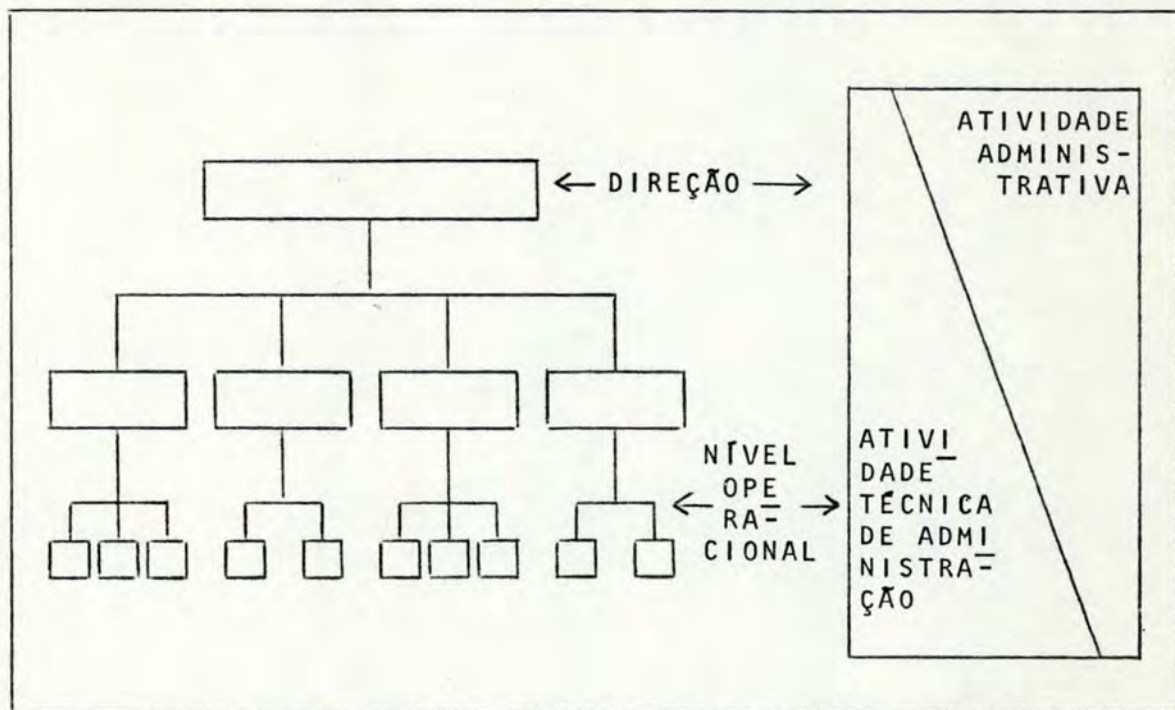 ATIVIDADE
ADMINIS-
TRATIVA
← DIREÇÃO →
NÍVEL
OPE
RA-
CIONAL
ATIVI
DADE
TÉCNICA
DE ADMI
NISTRA-
ÇÃO